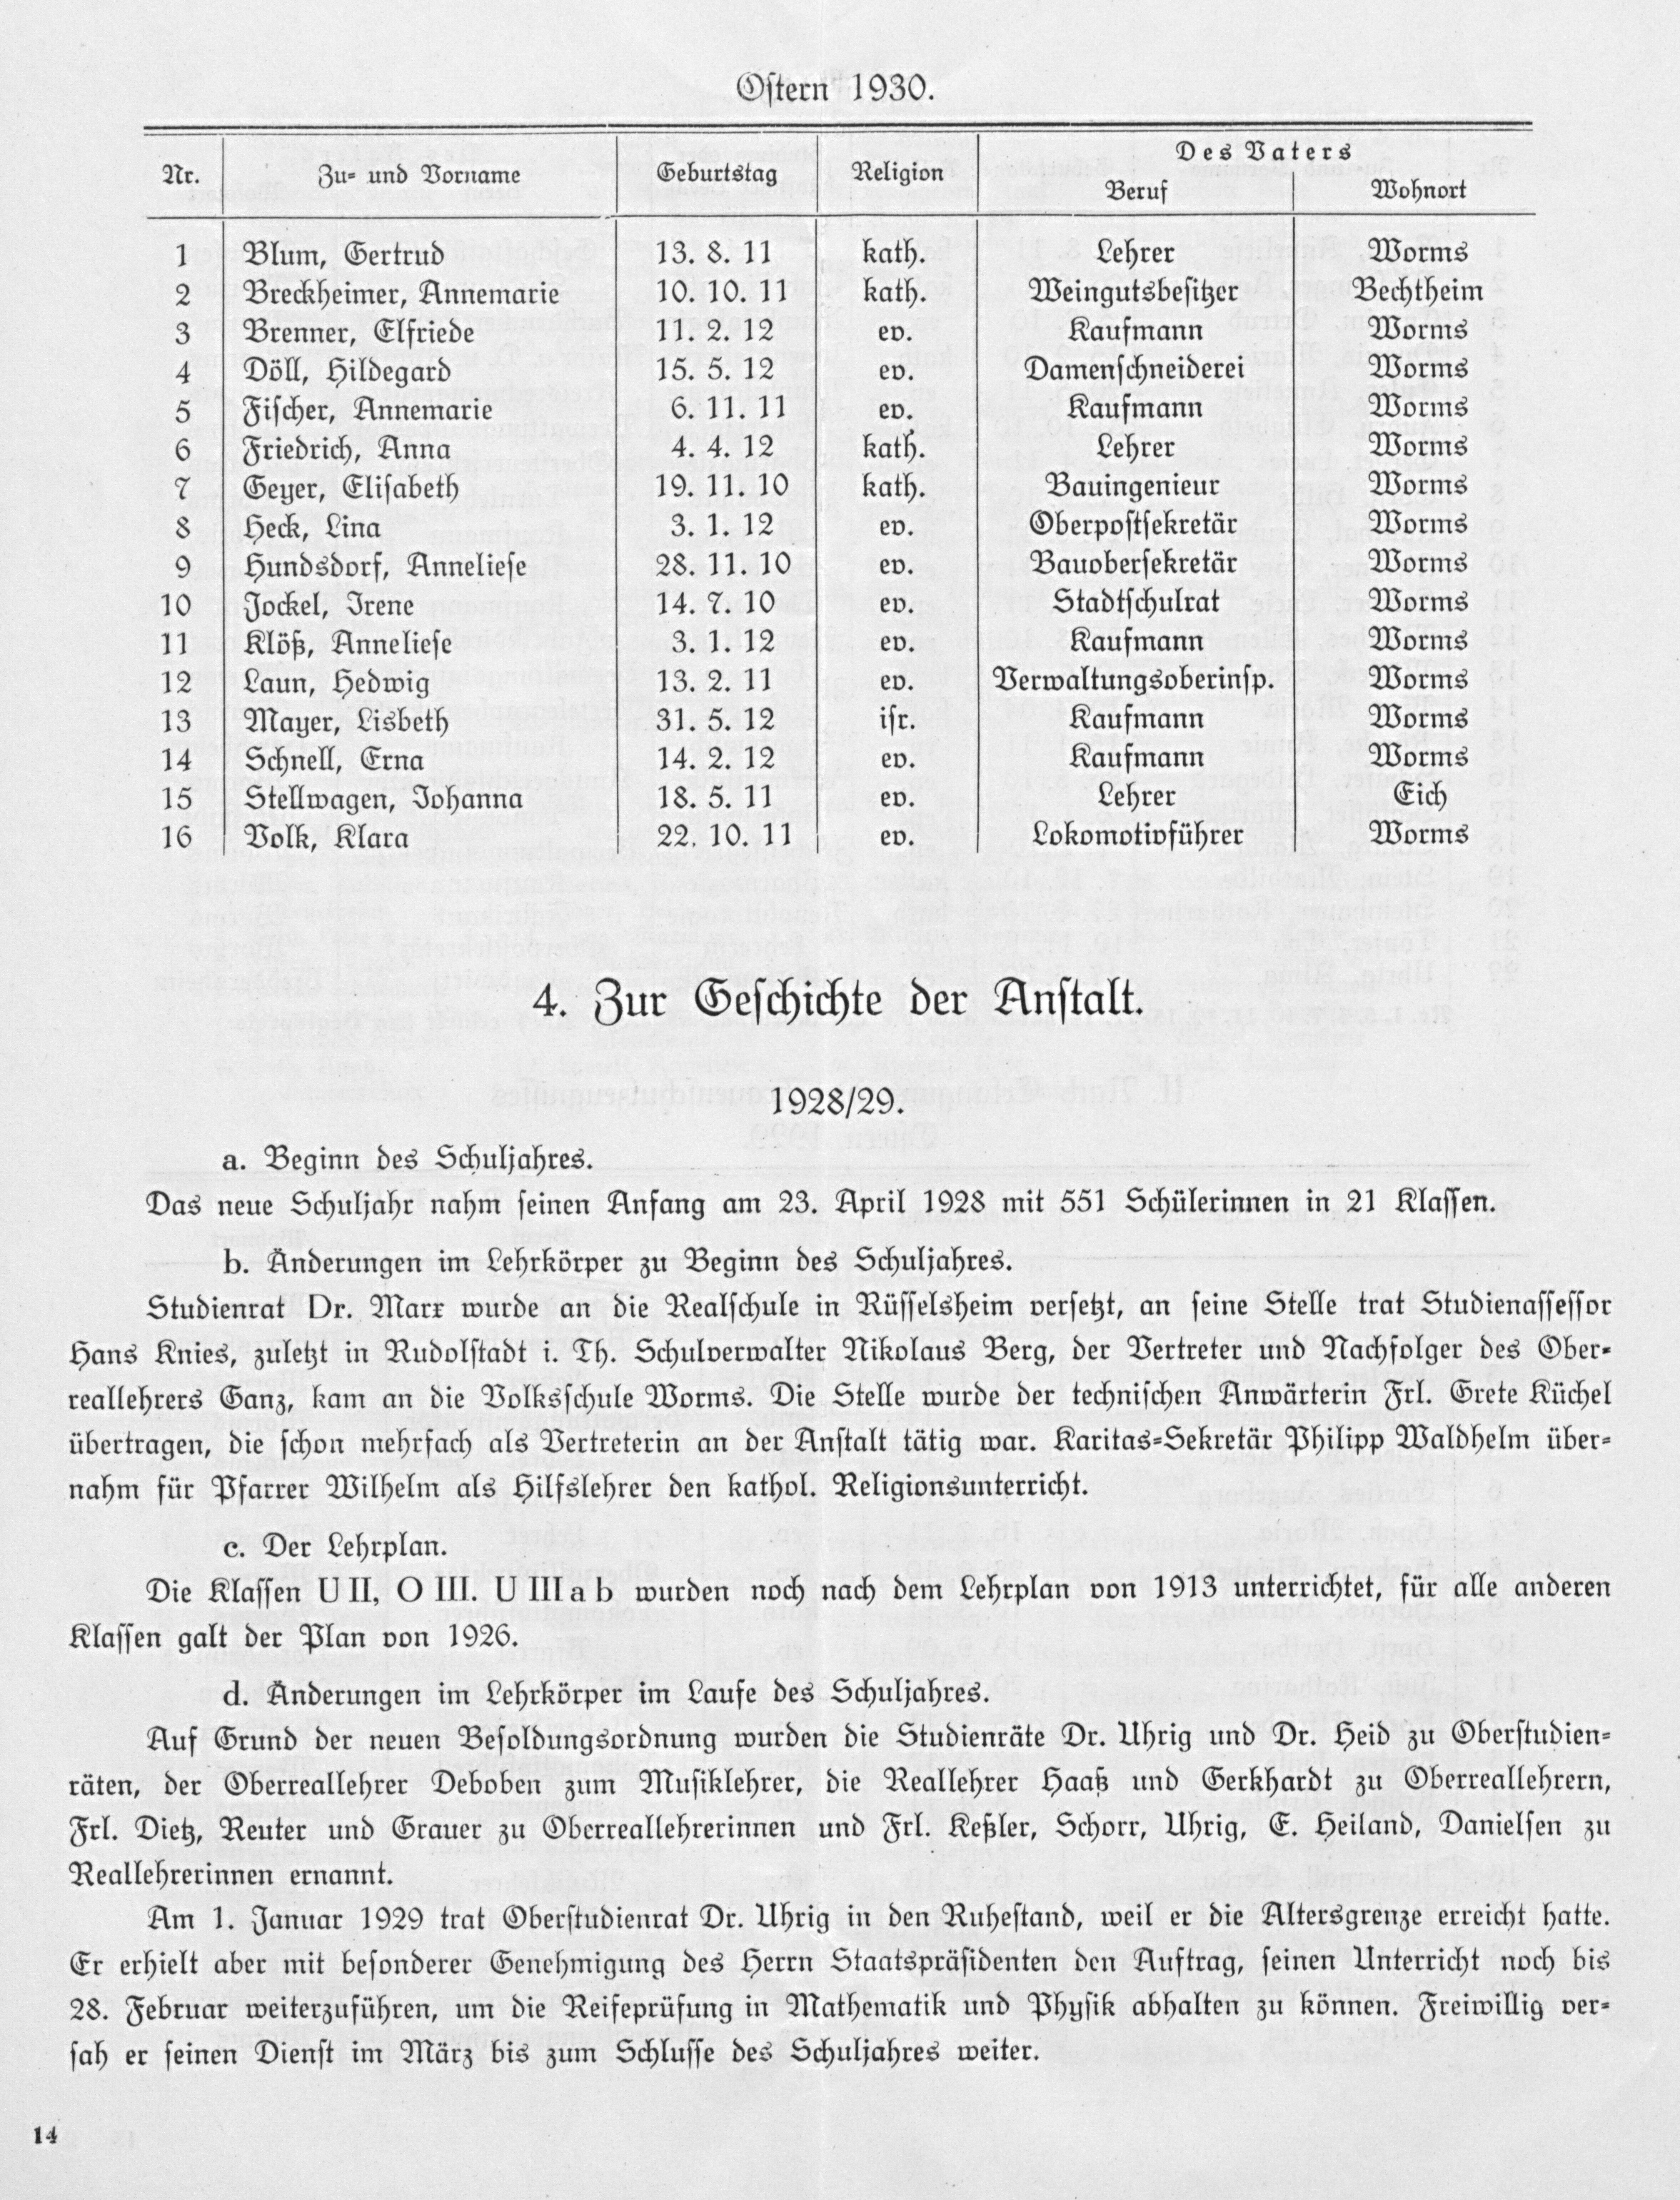 Ostern 1930.
Des Vaters
Nr. Zu- und Vorname Geburtstag Religion Beruf Wohnort
1 Blum, Gertrud 13. 8. 11 kath. Lehrer Worms
2 Breckheimer, Annemarie 10. 10. 11 kath. Weingutsbesitzer Bechtheim
3 Brenner, Elfriede 11. 2. 12 ev. Kaufmann Worms
4 Döll, Hildegard 15. 5. 12 ev. Damenschneiderei Worms
5 Fischer, Annemarie 6. 11. 11 ev. Kaufmann Worms
6 Friedrich, Anna 4. 4. 12 kath. Lehrer Worms
7 Geyer, Elisabeth 19. 11. 10 kath. Bauingenieur Worms
8 Heck, Lina 3. 1. 12 ev. Oberpostsekretär Worms
9 Hundsdorf, Anneliese 28. 11. 10 ev. Bauobersekretär Worms
10 Jockel, Irene 14. 7. 10 ev. Stadtschulrat Worms
11 Klöß, Anneliese 3. 1. 12 ev. Kaufmann Worms
12 Laun, Hedwig 13. 2. 11 ev. Verwaltungsoberinsp. Worms
13 Mayer, Lisbeth 31. 5. 12 isr. Kaufmann Worms
14 Schnell, Erna 14. 2. 12 ev. Kaufmann Worms
15 Stellwagen, Johanna 18. 5. 11 ev. Lehrer Eich
16 Volk, Klara 22. 10. 11 ev. Lokomotivführer Worms
4. Zur Geschichte der Anstalt.
1928/29.
a. Beginn des Schuljahres.
Das neue Schuljahr nahm seinen Anfang am 23. April 1928 mit 551 Schülerinnen in 21 Klassen.
b. Änderungen im Lehrkörper zu Beginn des Schuljahres.
Studienrat Dr. Marx wurde an die Realschule in Rüsselsheim versetzt, an seine Stelle trat Studienassessor
Hans Knies, zuletzt in Rudolstadt i. Th. Schulverwalter Nikolaus Berg, der Vertreter und Nachfolger des Ober-
reallehrers Ganz, kam an die Volksschule Worms. Die Stelle wurde der technischen Anwärterin Frl. Grete Küchel
übertragen, die schon mehrfach als Vertreterin an der Anstalt tätig war. Karitas-Sekretär Philipp Waldhelm über-
nahm für Pfarrer Wilhelm als Hilfslehrer den kathol. Religionsunterricht.
c. Der Lehrplan.
Die Klassen U II, O III. U III a b wurden noch nach dem Lehrplan von 1913 unterrichtet, für alle anderen
Klassen galt der Plan von 1926.
d. Änderungen im Lehrkörper im Laufe des Schuljahres.
Auf Grund der neuen Besoldungsordnung wurden die Studienräte Dr. Uhrig und Dr. Heid zu Oberstudien-
räten, der Oberreallehrer Deboben zum Musiklehrer, die Reallehrer Haaß und Gerkhardt zu Oberreallehrern,
Frl. Dietz, Reuter und Grauer zu Oberreallehrerinnen und Frl. Keßler, Schorr, Uhrig, E. Heiland, Danielsen zu
Reallehrerinnen ernannt.
Am 1. Januar 1929 trat Oberstudienrat Dr. Uhrig in den Ruhestand, weil er die Altersgrenze erreicht hatte.
Er erhielt aber mit besonderer Genehmigung des Herrn Staatspräsidenten den Auftrag, seinen Unterricht noch bis
28. Februar weiterzuführen, um die Reifeprüfung in Mathematik und Physik abhalten zu können. Freiwillig ver-
sah er seinen Dienst im März bis zum Schlusse des Schuljahres weiter.
14